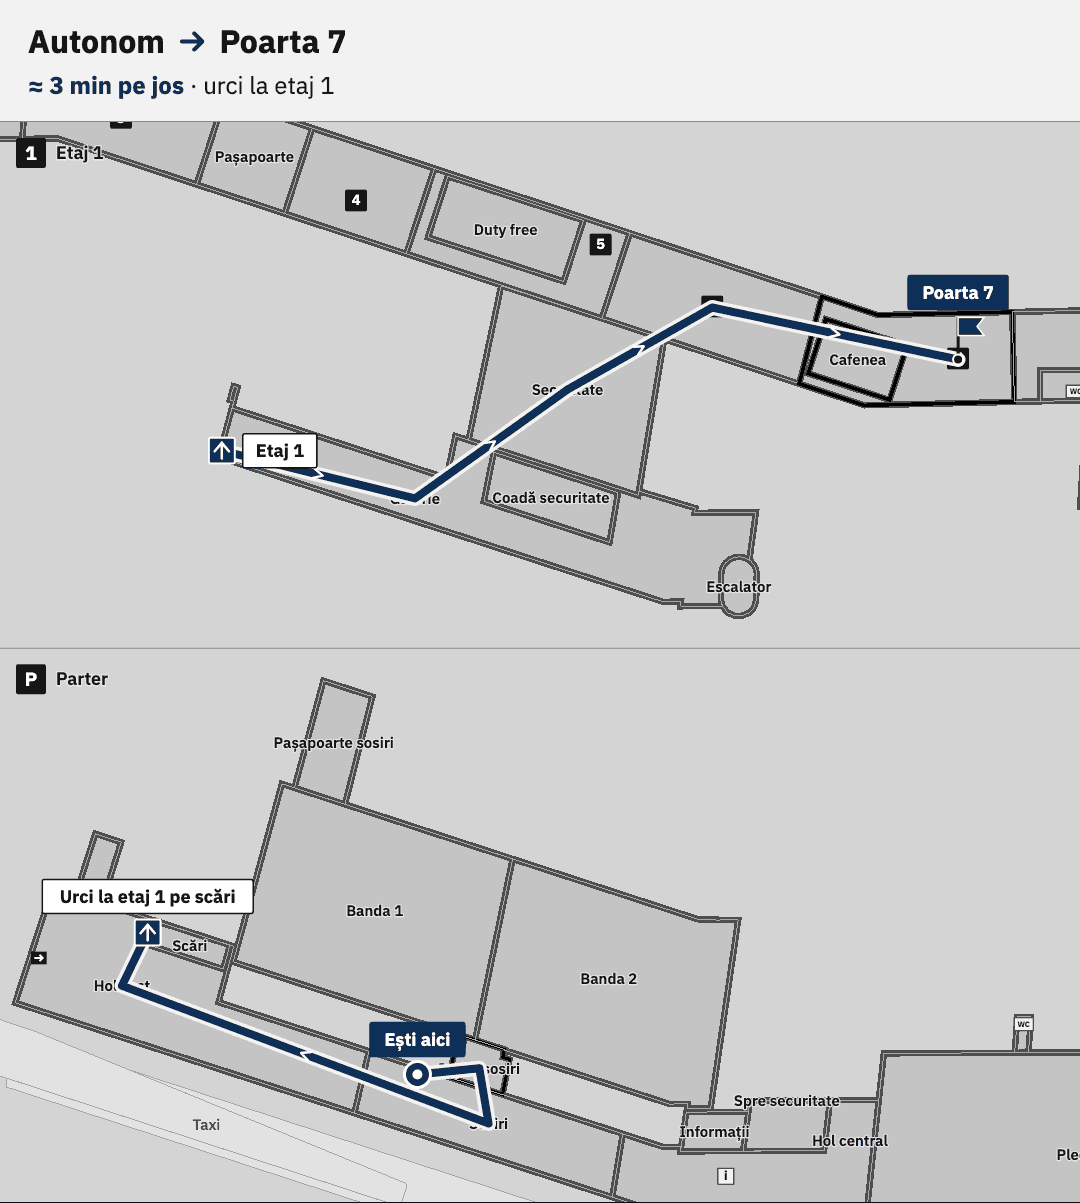 Autonom → Poarta 7
≈ 3 min pe jos · urci la etaj 1
1 Etaj 1
Pașapoarte
4
Duty free
5
Poarta 7
Cafenea
wc
Etaj 1
Coadă securitate
Escalator
P Parter
Pașapoarte sosiri
Urci la etaj 1 pe scări
Banda 1
Scări
Banda 2
Ești aici
wc
Spre securitate
Informații
Hol central
Taxi
i